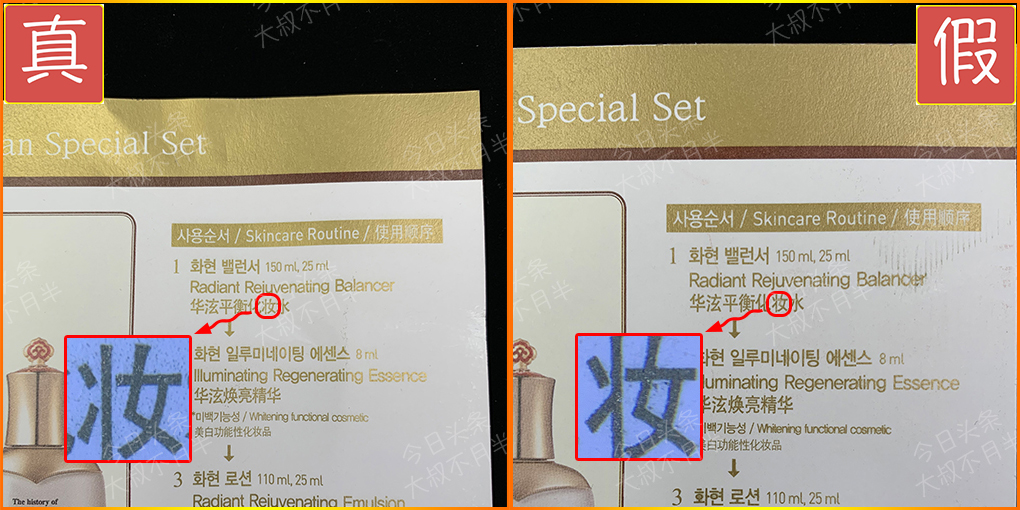 真
an Special Set
사용순서 / Skincare Routine / 使用顺序
1 화현 밸런서 150 ml, 25 ml
Radiant Rejuvenating Balancer
华泫平衡化妆水
화현 일루미네이팅 에센스 8 ml
Illuminating Regenerating Essence
华泫焕亮精华
*미백기능성 / Whitening functional cosmetic
美白功能性化妆品
3 화현 로션 110 ml, 25 ml
Radiant Rejuvenating Emulsion
妆
The history of
假
Special Set
사용순서 / Skincare Routine / 使用顺序
1 화현 밸런서 150 ml, 25 ml
Radiant Rejuvenating Balancer
华泫平衡化妆水
화현 일루미네이팅 에센스 8 ml
luminating Regenerating Essence
华泫焕亮精华
미백기능성 / Whitening functional cosmetic
美白功能性化妆品
3 화현 로션 110 ml, 25 ml
妆
今日头条
大叔不月半